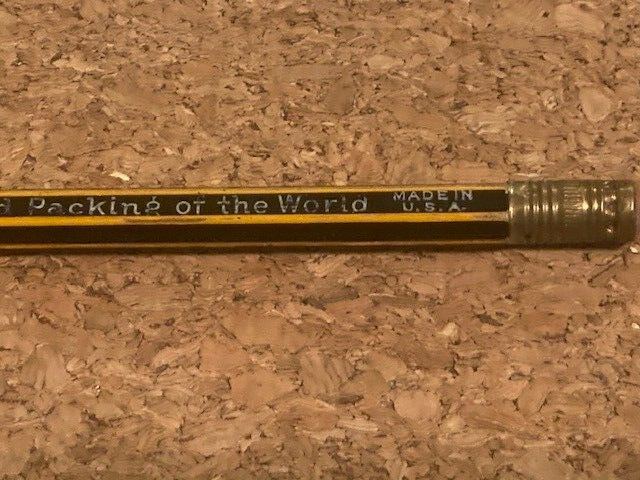 d Packing of the World
MADE IN
U.S.A.